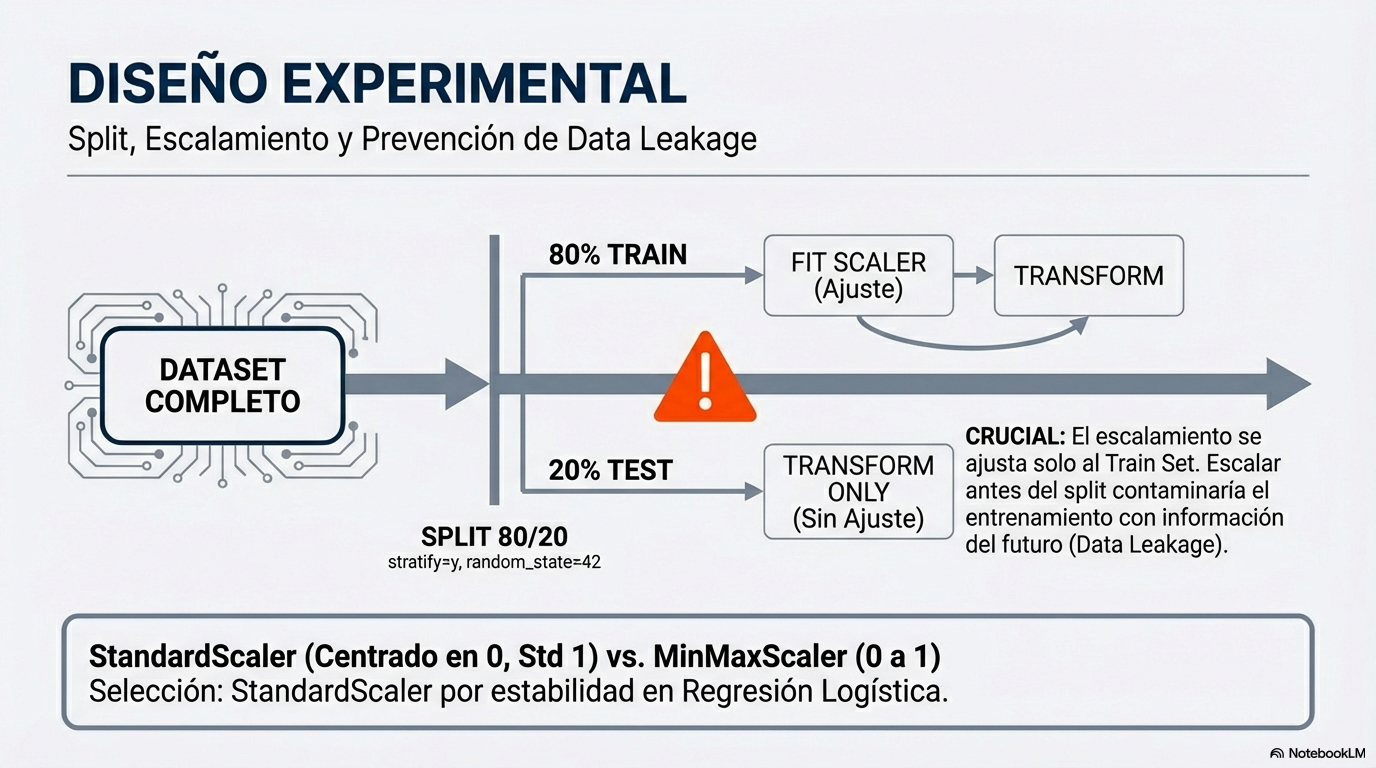 DISEÑO EXPERIMENTAL
Split, Escalamiento y Prevención de Data Leakage
DATASET
COMPLETO
80% TRAIN
FIT SCALER
(Ajuste)
TRANSFORM
20% TEST
TRANSFORM
ONLY
(Sin Ajuste)
SPLIT 80/20
stratify=y, random_state=42
CRUCIAL: El escalamiento se
ajusta solo al Train Set. Escalar
antes del split contaminaría el
entrenamiento con información
del futuro (Data Leakage).
StandardScaler (Centrado en 0, Std 1) vs. MinMaxScaler (0 a 1)
Selección: StandardScaler por estabilidad en Regresión Logística.
NotebookLM